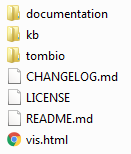 documentation
kb
tombio
CHANGELOG.md
LICENSE
README.md
vis.html